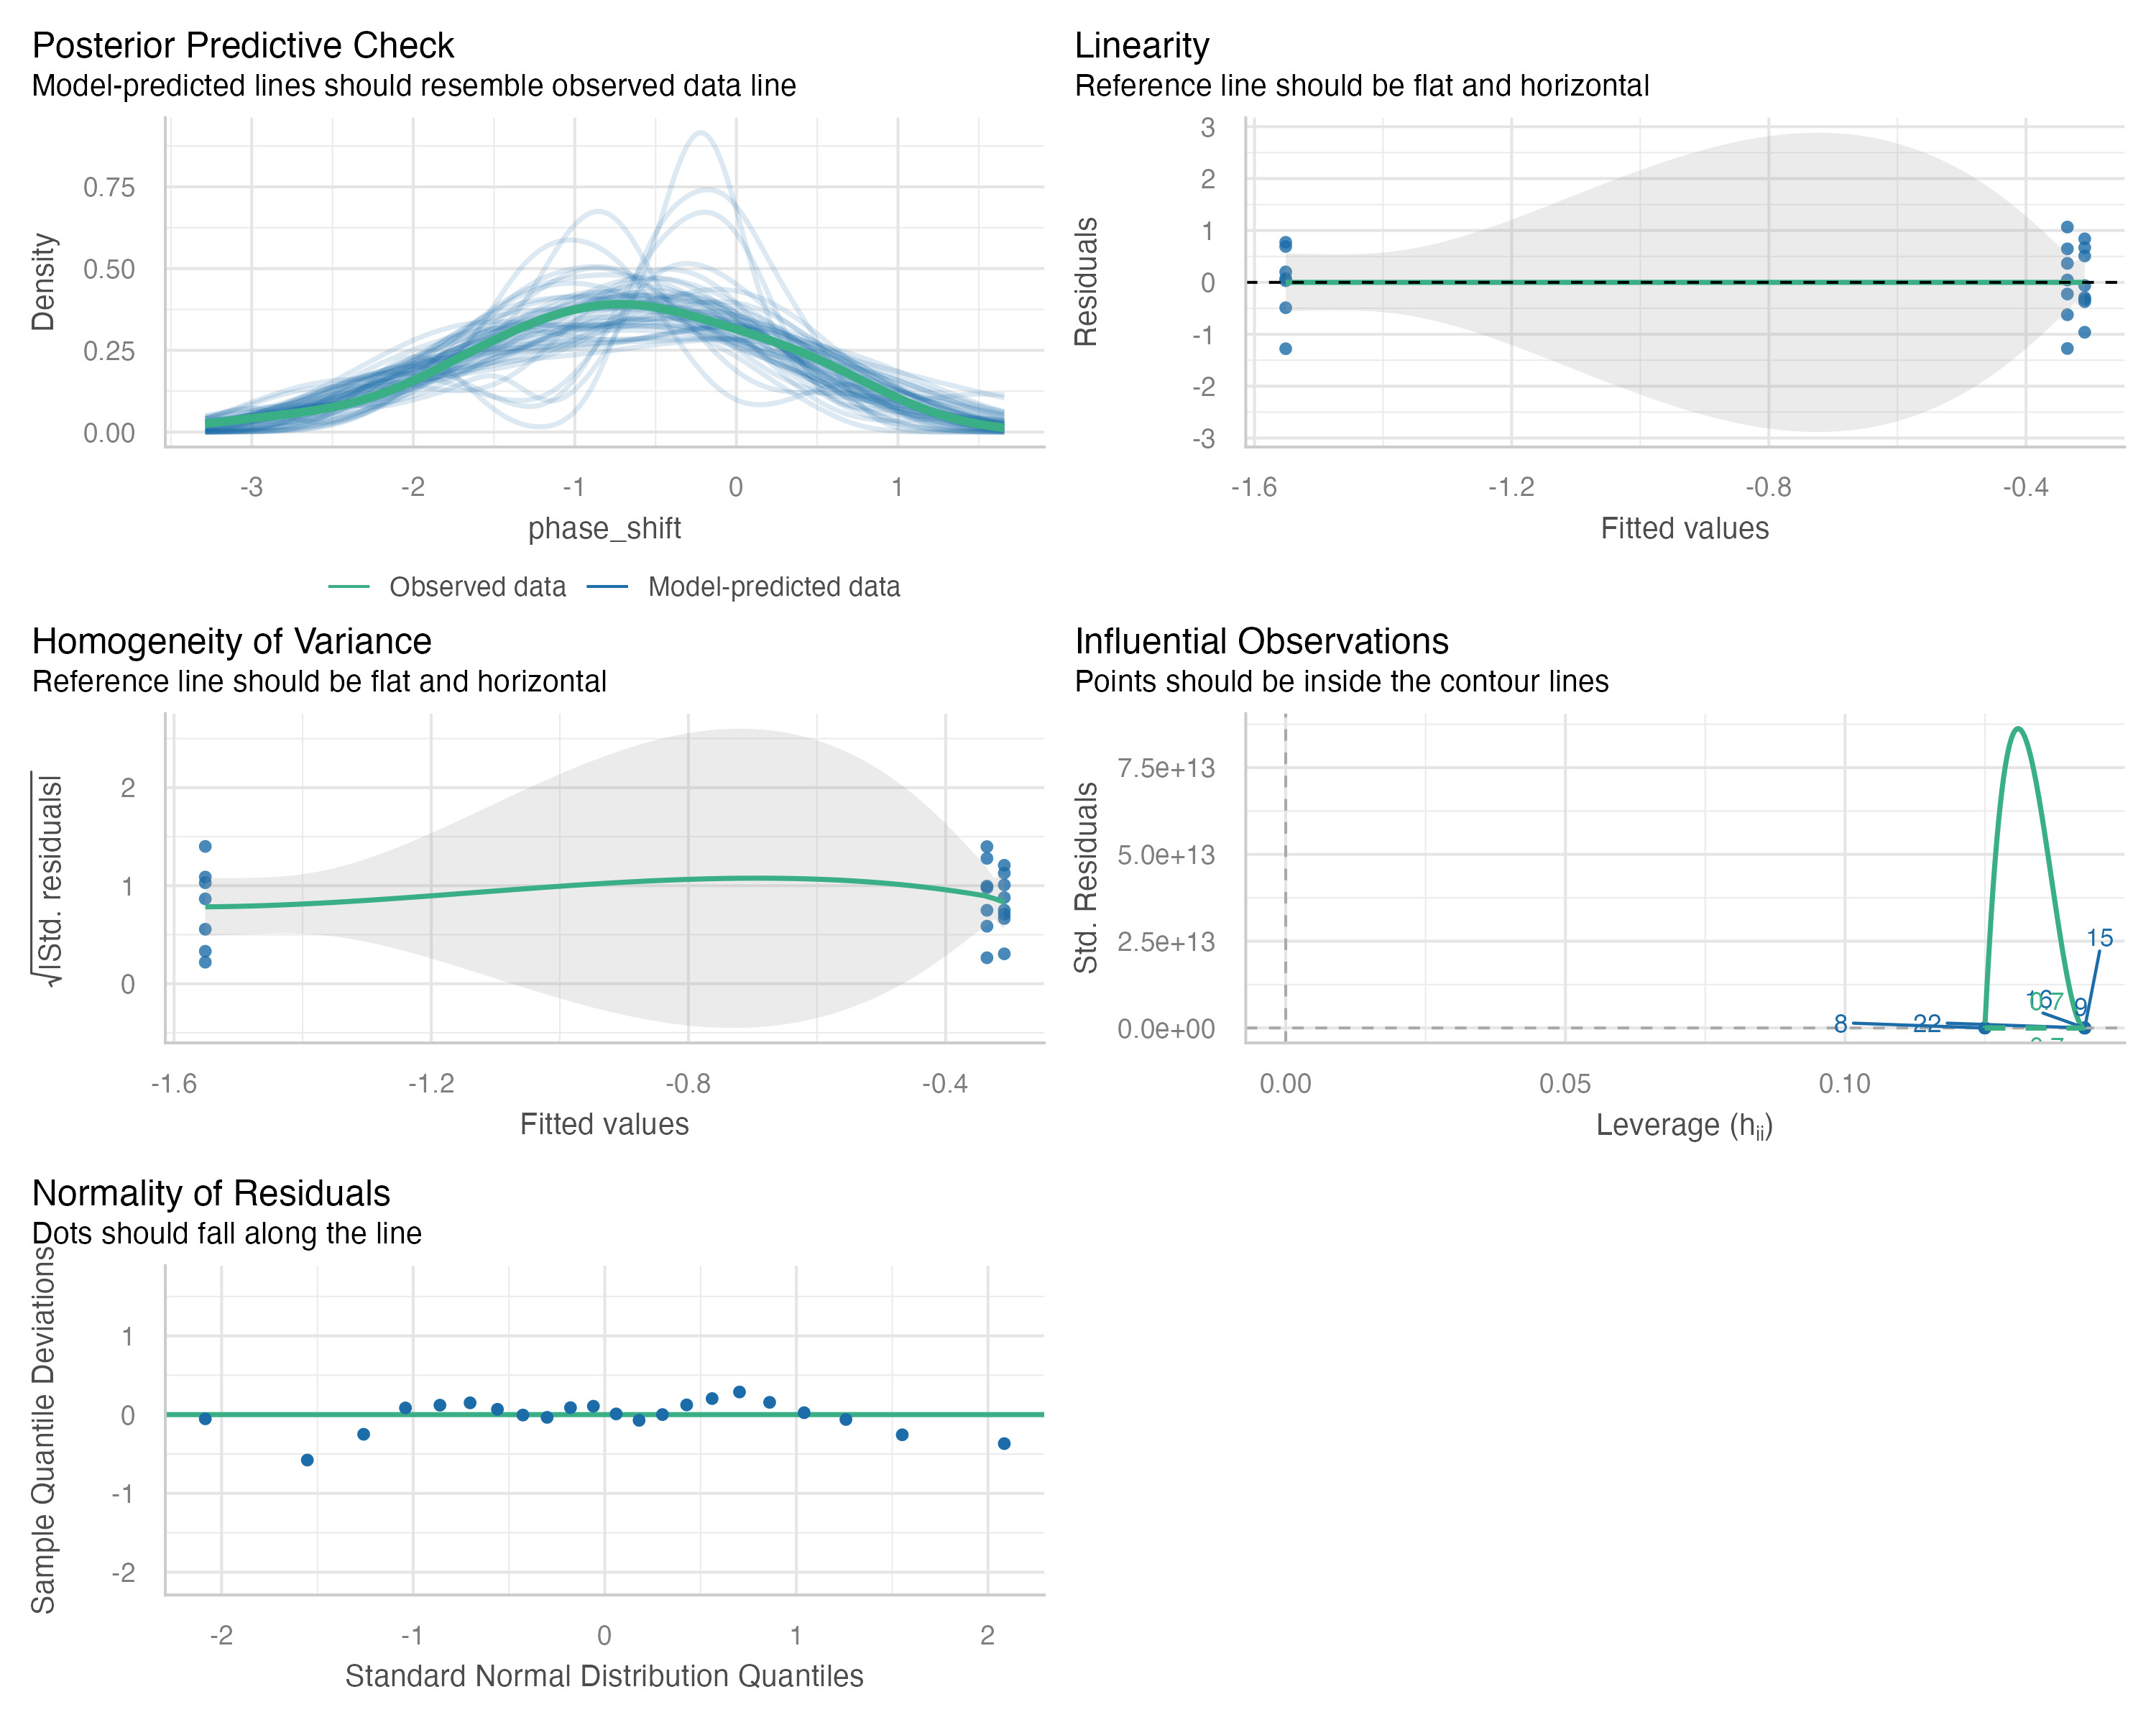 Posterior Predictive Check
Model-predicted lines should resemble observed data line
Density
0.75
0.50
0.25
0.00
-3
-2
-1
0
1
phase_shift
Observed data
Model-predicted data
Linearity
Reference line should be flat and horizontal
Residuals
3
2
1
0
-1
-2
-3
-1.6
-1.2
-0.8
-0.4
Fitted values
Homogeneity of Variance
Reference line should be flat and horizontal
√|Std. residuals|
2
1
0
-1.6
-1.2
-0.8
-0.4
Fitted values
Influential Observations
Points should be inside the contour lines
Std. Residuals
7.5e+13
5.0e+13
2.5e+13
0.0e+00
15
16
0.7
9
8
22
0.7
0.00
0.05
0.10
Leverage (hii)
Normality of Residuals
Dots should fall along the line
Sample Quantile Deviations
1
0
-1
-2
-2
-1
0
1
2
Standard Normal Distribution Quantiles